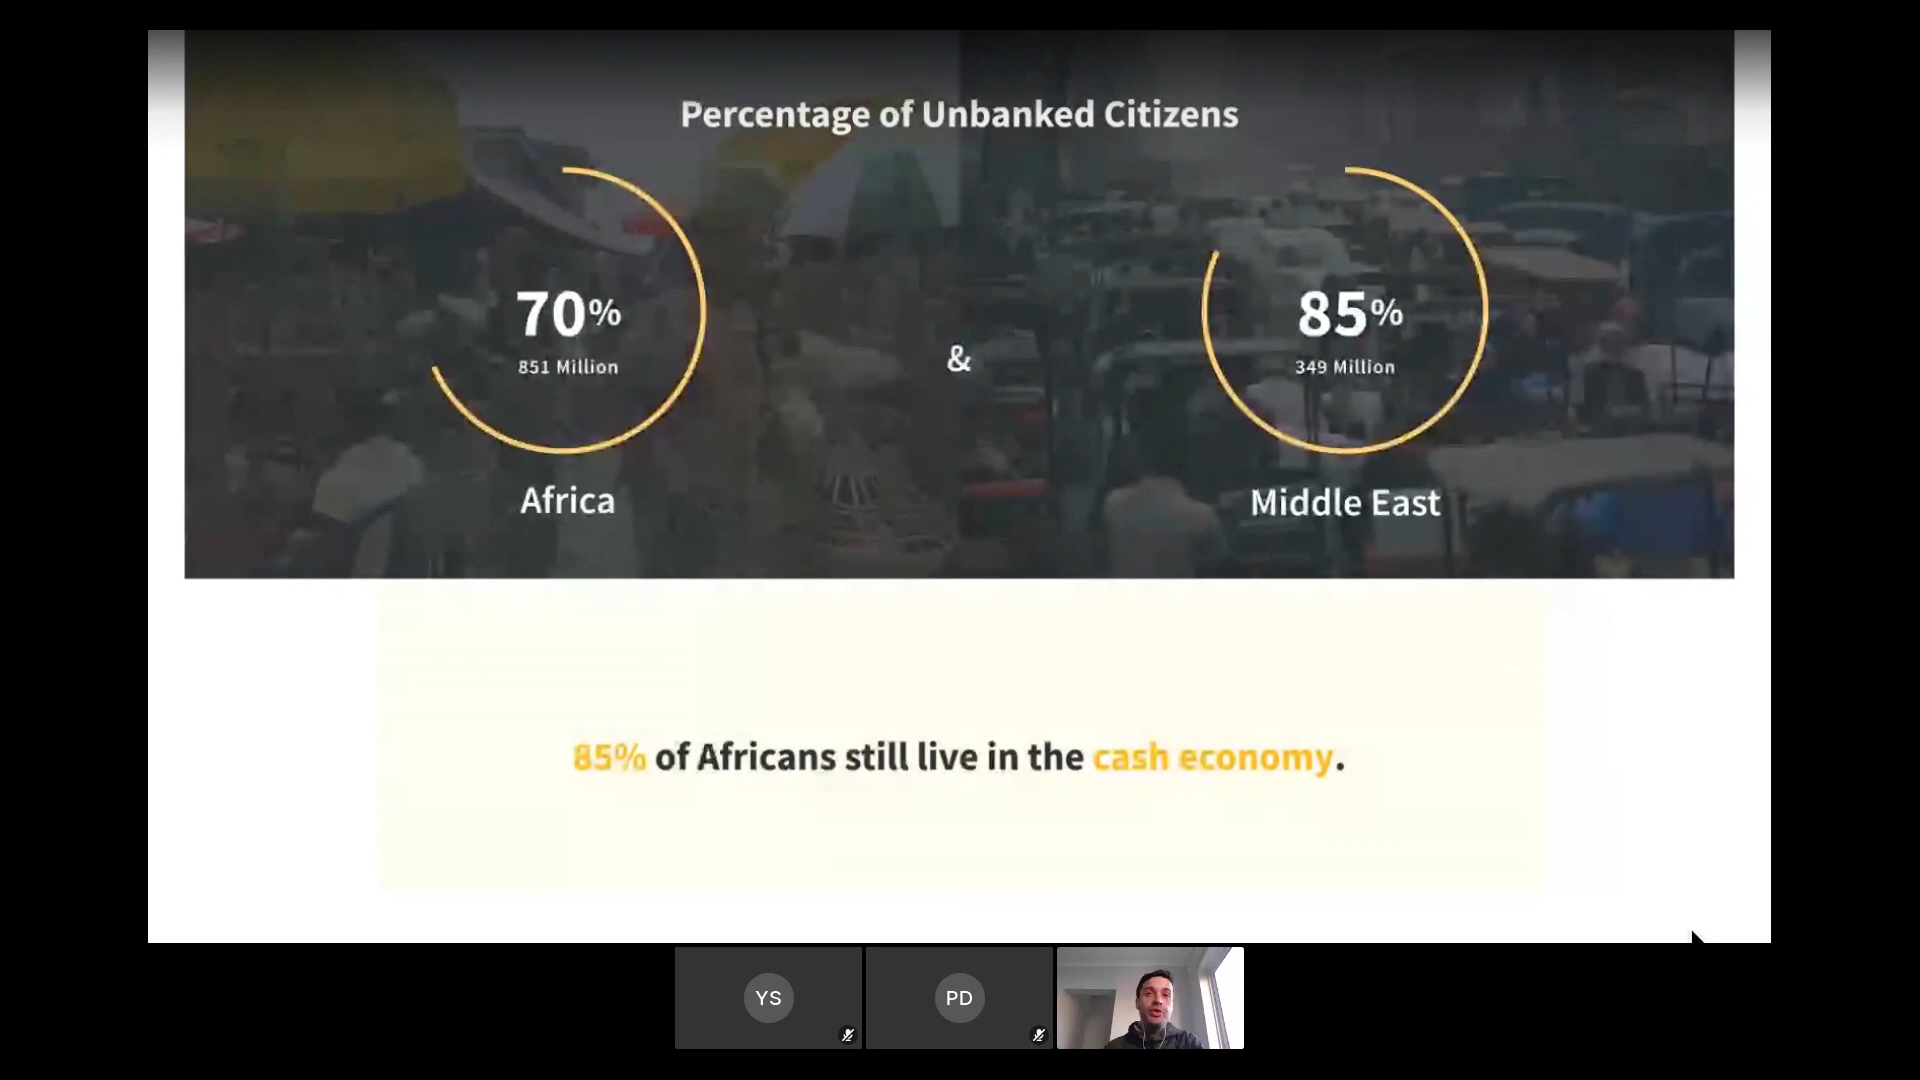 Percentage of Unbanked Citizens
70%
851 Million
Africa
&
85%
349 Million
Middle East
85% of Africans still live in the cash economy.
YS
PD